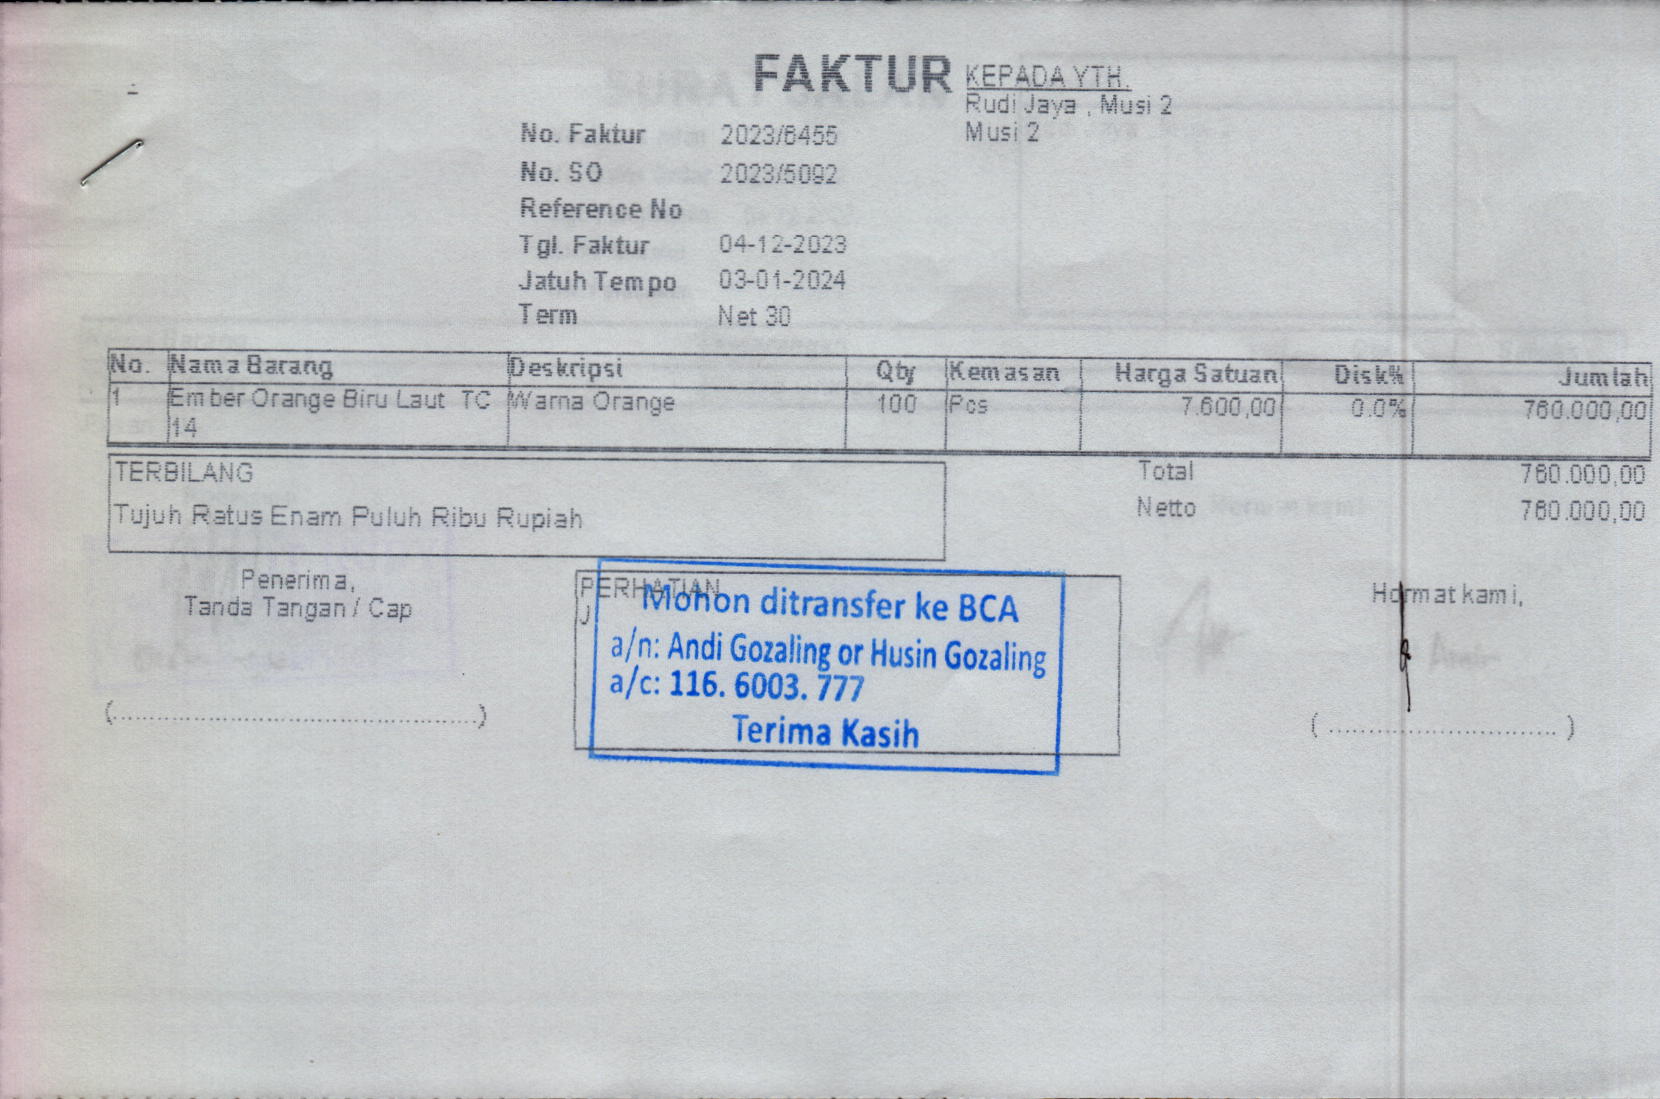 FAKTUR
KEPADA YTH.
Rudi Jaya , Musi 2
Musi 2
No. Faktur 2023/6455
No. SO 2023/5092
Reference No
Tgl. Faktur 04-12-2023
Jatuh Tempo 03-01-2024
Term Net 30
No. Nama Barang Deskripsi Qty Kemasan Harga Satuan Disk% Jumlah
1 Ember Orange Biru Laut TC Warna Orange 100 Pcs 7.600,00 0.0% 760.000,00
14
TERBILANG Total 760.000,00
Tujuh Ratus Enam Puluh Ribu Rupiah Netto 760.000,00
Penerima,
Tanda Tangan / Cap
PERHATIAN
J
Mohon ditransfer ke BCA
a/n: Andi Gozaling or Husin Gozaling
a/c: 116. 6003. 777
Terima Kasih
Hormat kami,
(................................................)
(..............................)